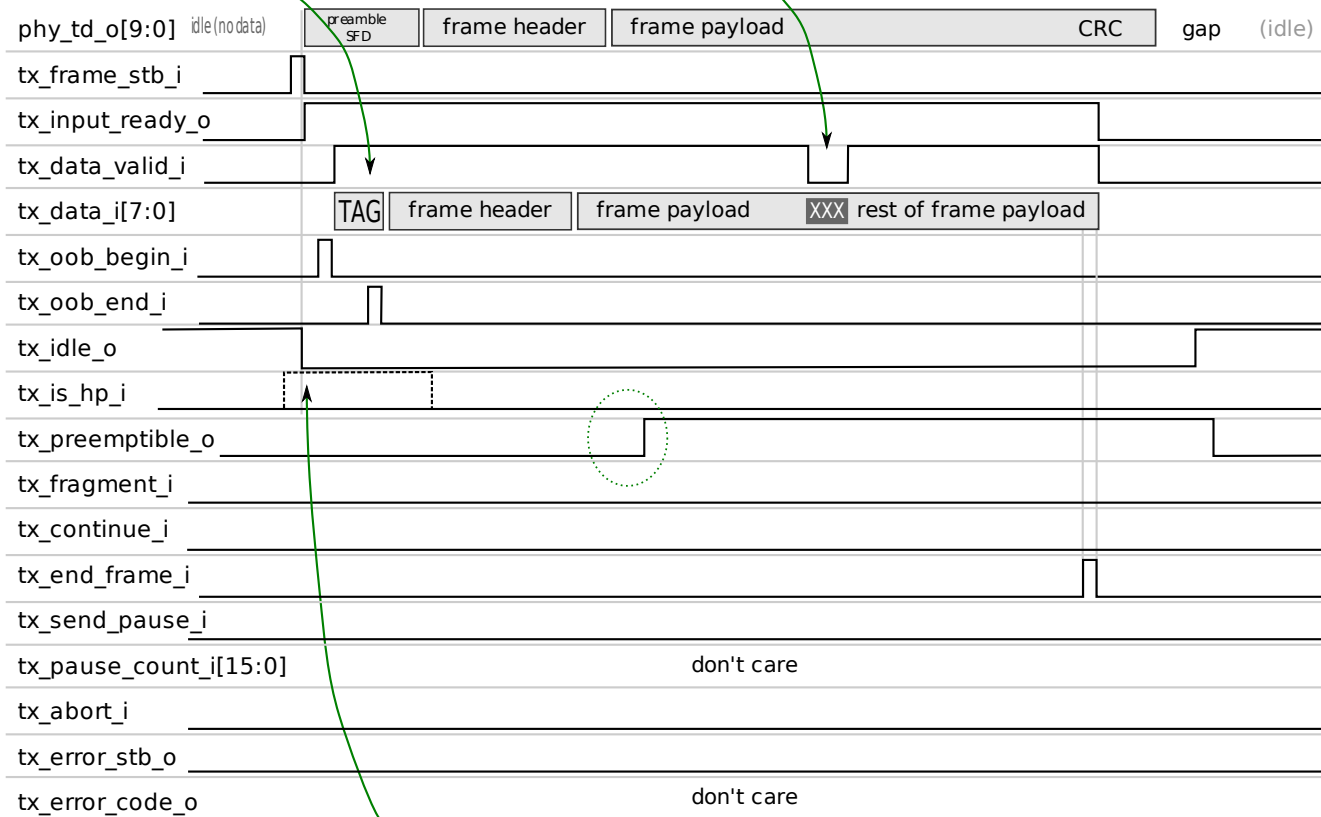 phy_td_o[9:0] idle (no data) preamble SFD frame header frame payload CRC gap (idle)
tx_frame_stb_i
tx_input_ready_o
tx_data_valid_i
tx_data_i[7:0] TAG frame header frame payload XXX rest of frame payload
tx_oob_begin_i
tx_oob_end_i
tx_idle_o
tx_is_hp_i
tx_preemptible_o
tx_fragment_i
tx_continue_i
tx_end_frame_i
tx_send_pause_i
tx_pause_count_i[15:0] don't care
tx_abort_i
tx_error_stb_o
tx_error_code_o don't care